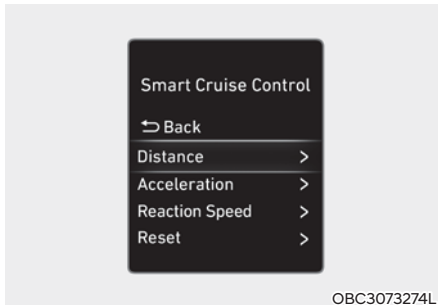 Smart Cruise Control
Back
Distance >
Acceleration >
Reaction Speed >
Reset >
OBC3073274L